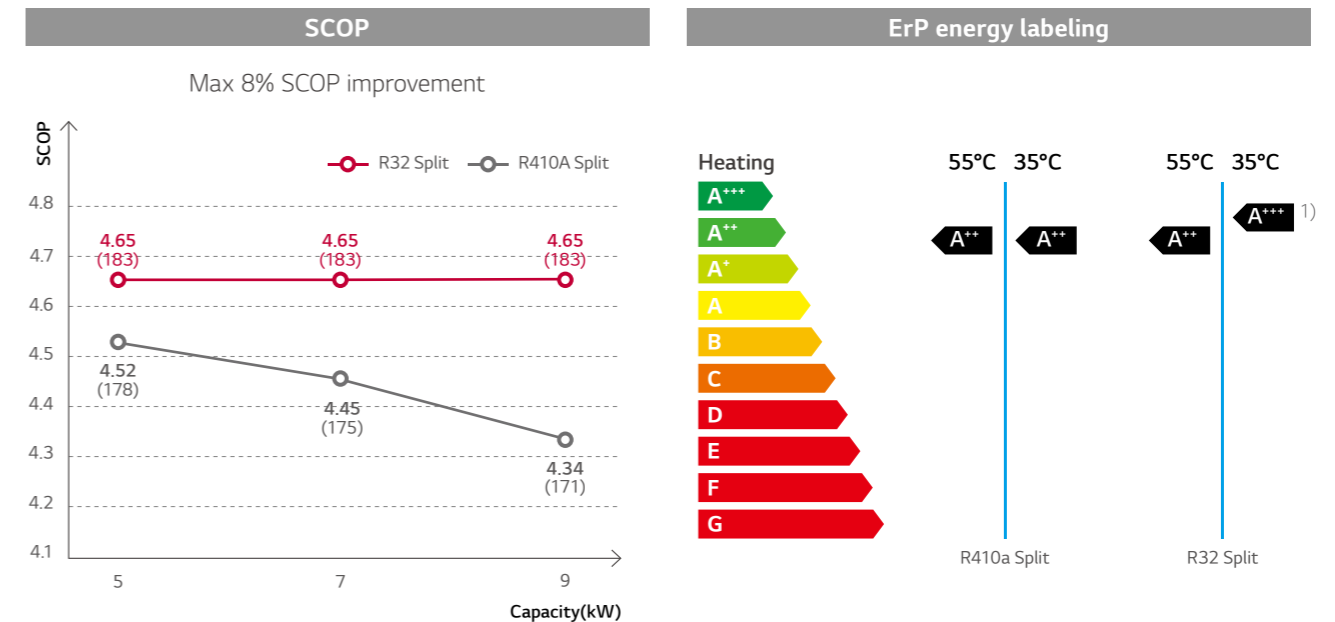 SCOP
Max 8% SCOP improvement
SCOP
R32 Split
R410A Split
4.8
4.7
4.6
4.5
4.4
4.3
4.2
4.1
4.65
(183)
4.65
(183)
4.65
(183)
4.52
(178)
4.45
(175)
4.34
(171)
5
7
9
Capacity(kW)
ErP energy labeling
Heating
55°C 35°C
55°C 35°C
A+++
A++
A+
A
B
C
D
E
F
G
A++
A++
A++
A+++ 1)
R410a Split
R32 Split